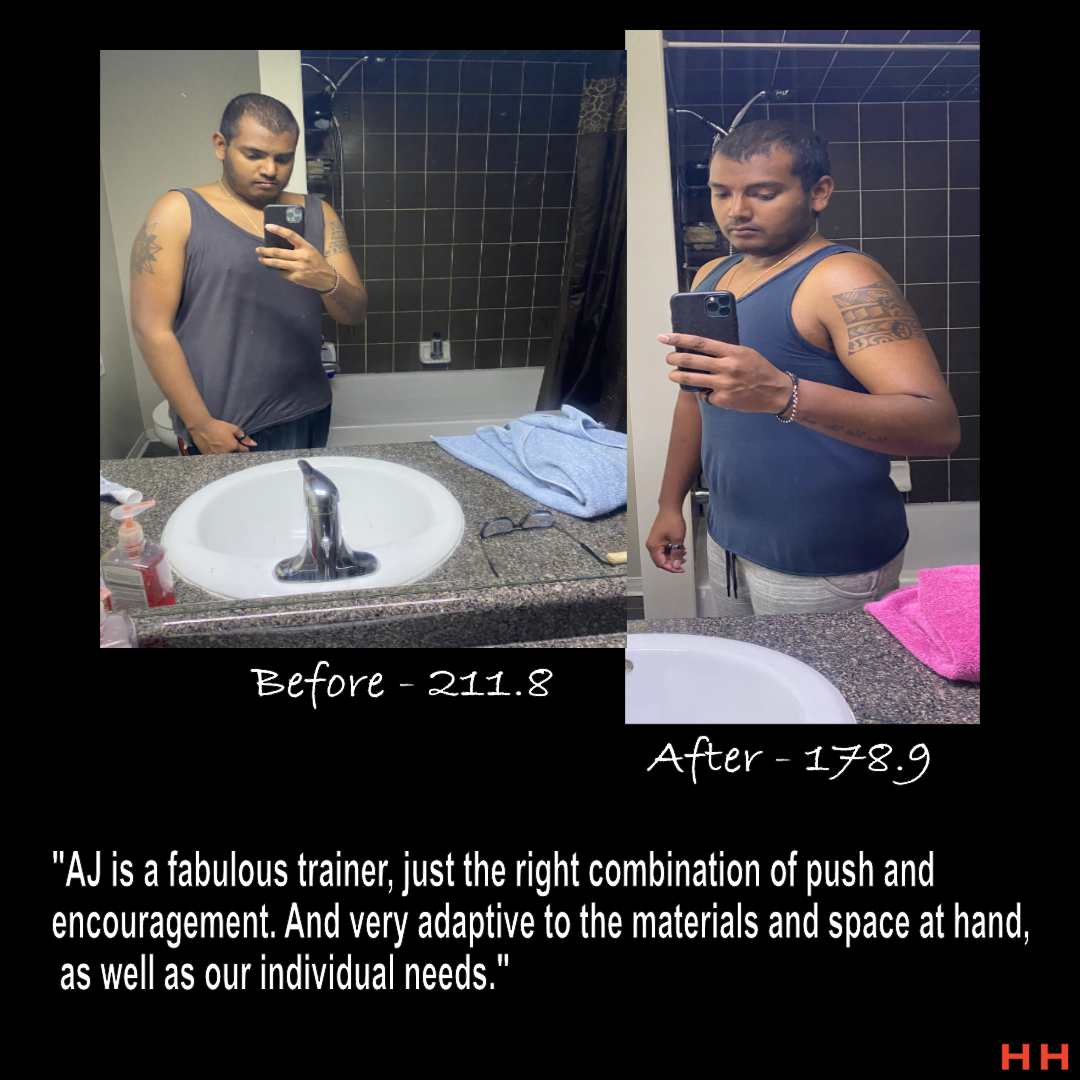 Before - 211.8
After - 178.9
"AJ is a fabulous trainer, just the right combination of push and
encouragement. And very adaptive to the materials and space at hand,
as well as our individual needs."
HH